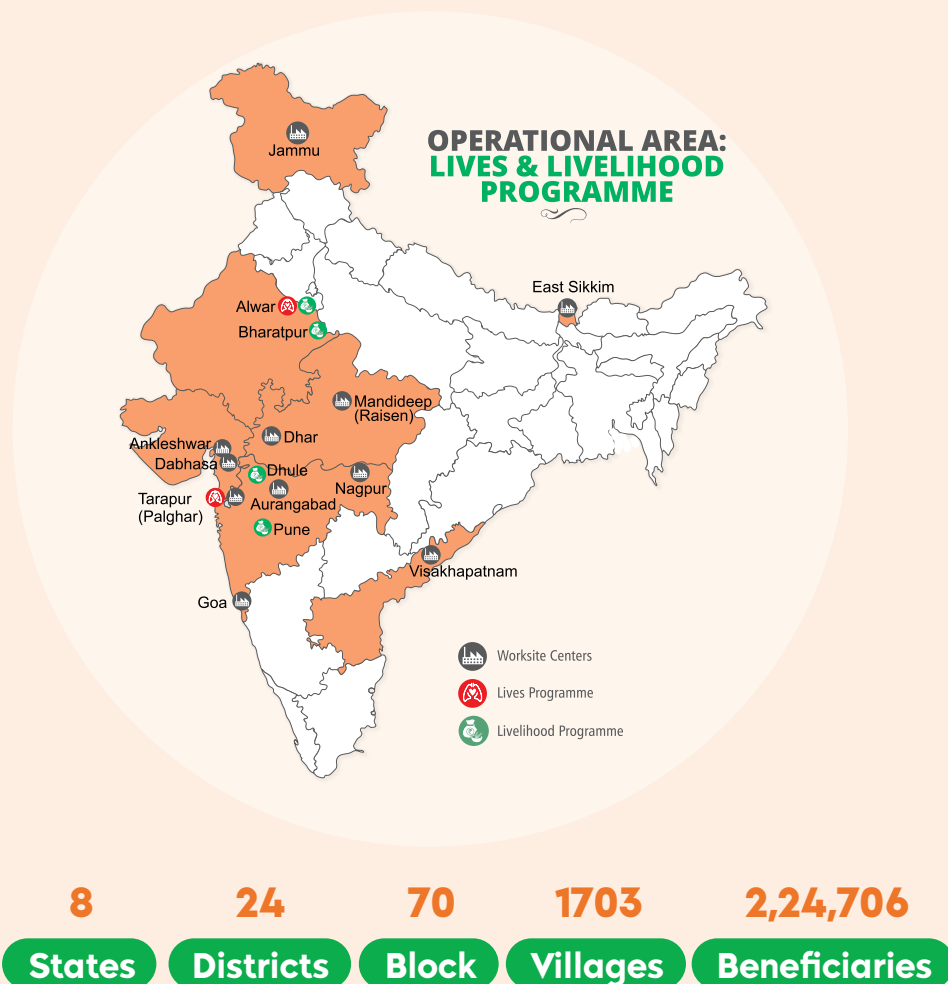 Jammu
OPERATIONAL AREA:
LIVES & LIVELIHOOD
PROGRAMME
East Sikkim
Alwar
Bharatpur
Mandideep
(Raisen)
Dhar
Ankleshwar
Dabhasa
Dhule
Nagpur
Tarapur
(Palghar)
Aurangabad
Pune
Visakhapatnam
Goa
Worksite Centers
Lives Programme
Livelihood Programme
8 24 70 1703 2,24,706
States Districts Block Villages Beneficiaries